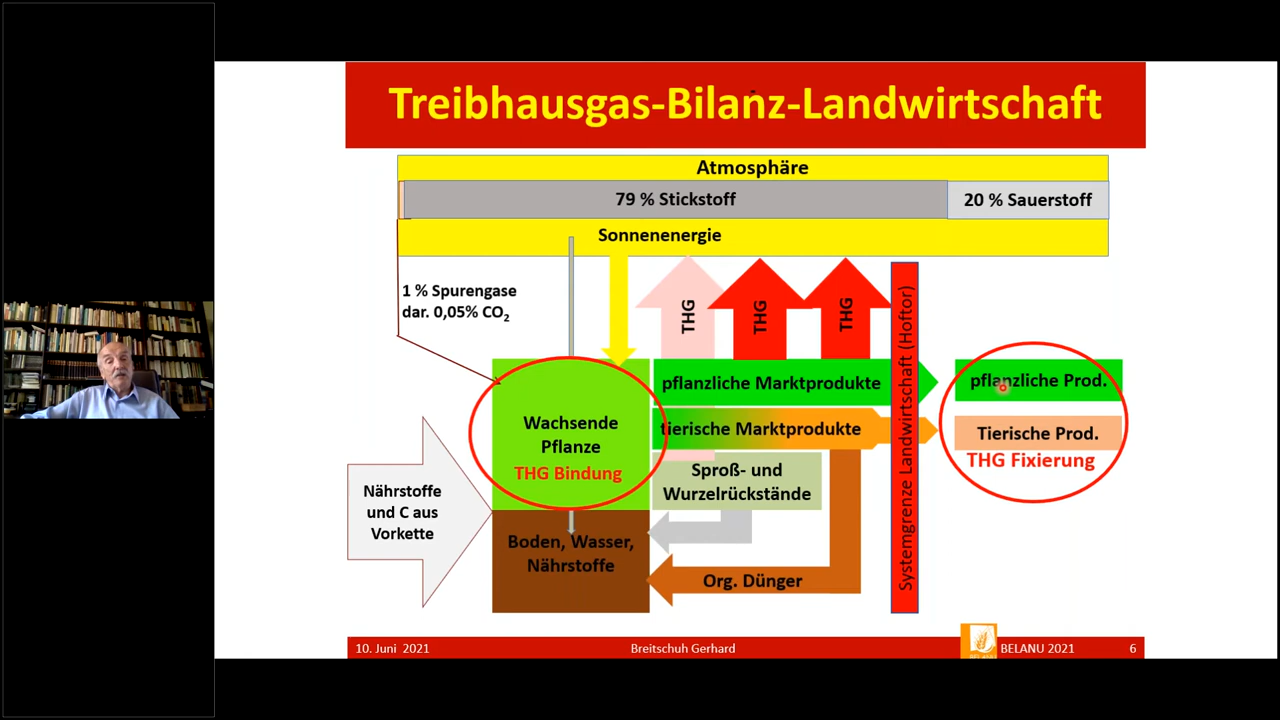 Treibhausgas-Bilanz-Landwirtschaft
Atmosphäre
79 % Stickstoff
20 % Sauerstoff
Sonnenenergie
1 % Spurengase
dar. 0,05% CO₂
THG
THG
THG
Systemgrenze Landwirtschaft (Hoftor)
pflanzliche Marktprodukte
pflanzliche Prod.
Wachsende
Pflanze
THG Bindung
tierische Marktprodukte
Tierische Prod.
THG Fixierung
Sproß- und
Wurzelrückstände
Nährstoffe
und C aus
Vorkette
Boden, Wasser,
Nährstoffe
Org. Dünger
10. Juni 2021
Breitschuh Gerhard
BELANU 2021
6